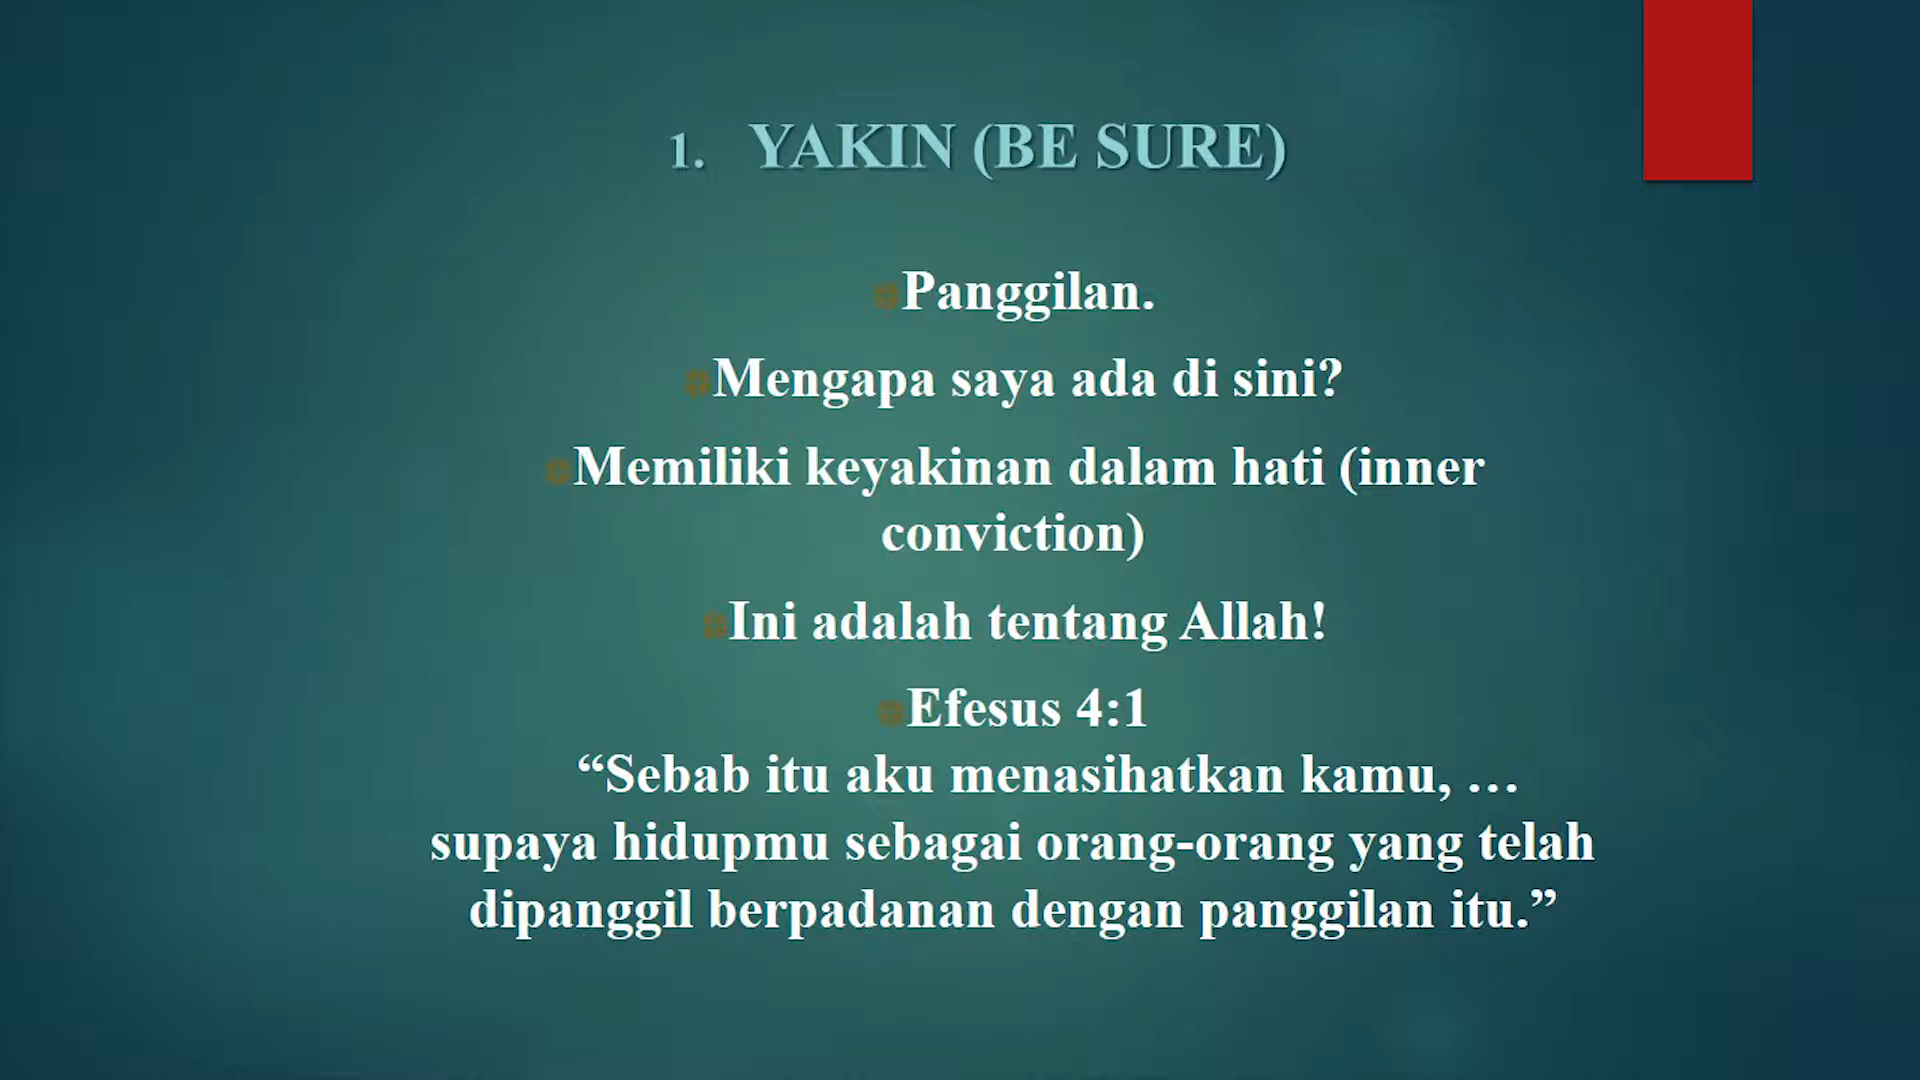 1. YAKIN (BE SURE)
Panggilan.
Mengapa saya ada di sini?
Memiliki keyakinan dalam hati (inner
conviction)
Ini adalah tentang Allah!
Efesus 4:1
“Sebab itu aku menasihatkan kamu, …
supaya hidupmu sebagai orang-orang yang telah
dipanggil berpadanan dengan panggilan itu.”